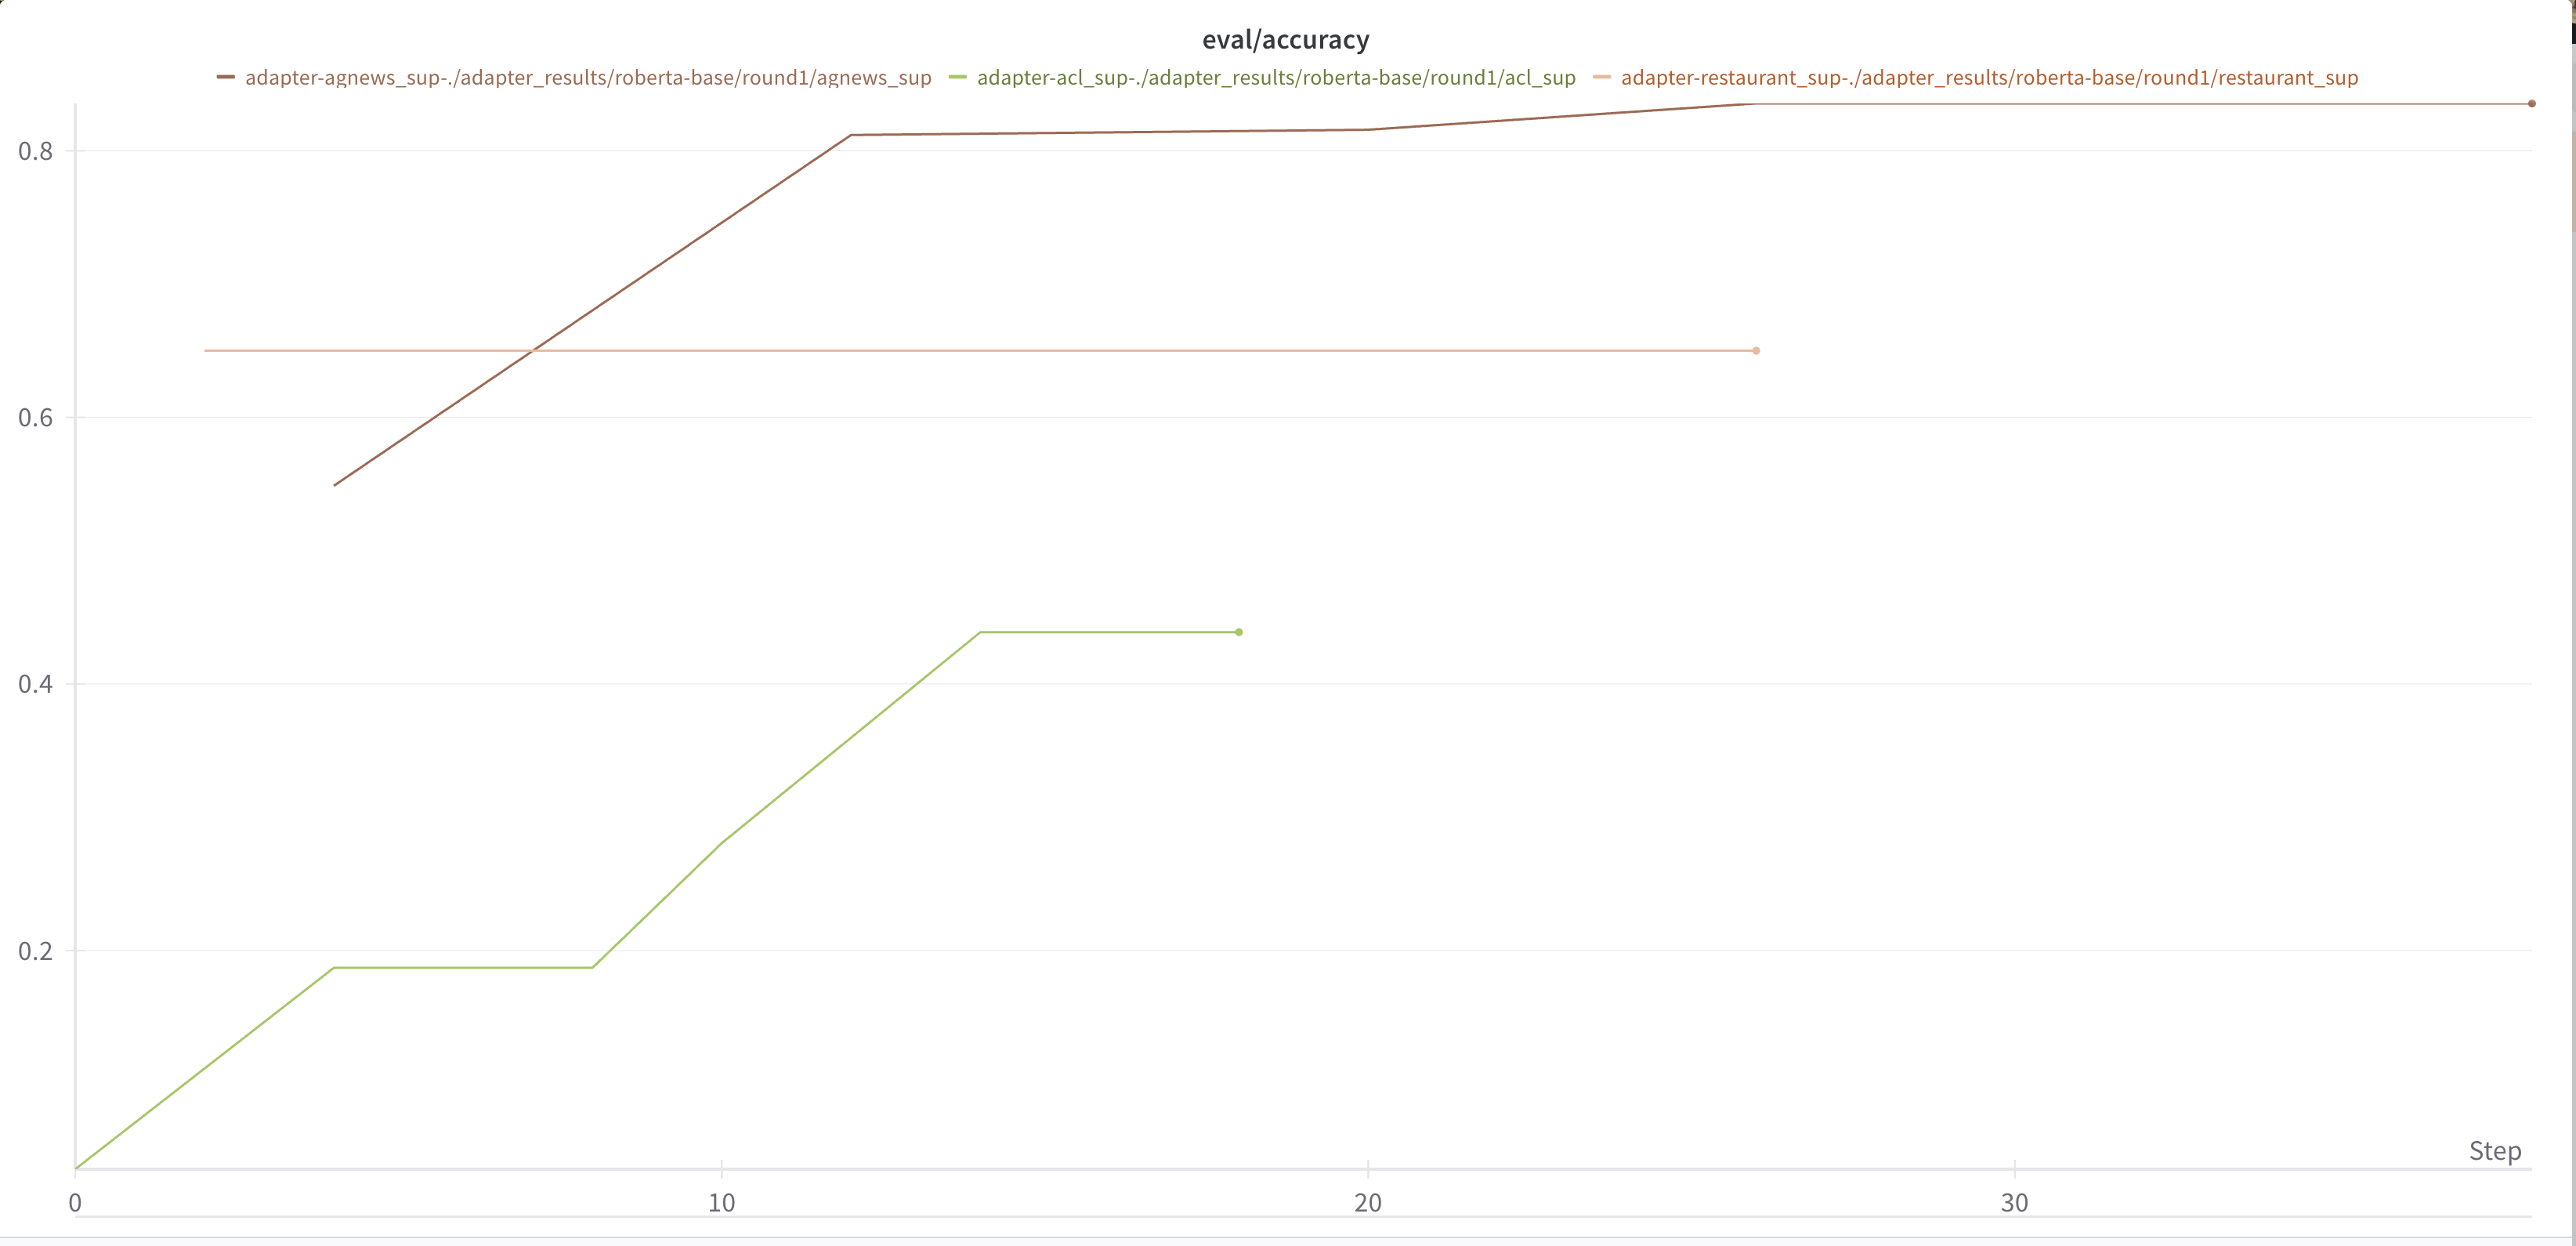 eval/accuracy
adapter-agnews_sup-./adapter_results/roberta-base/round1/agnews_sup adapter-acl_sup-./adapter_results/roberta-base/round1/acl_sup adapter-restaurant_sup-./adapter_results/roberta-base/round1/restaurant_sup
0.8
0.6
0.4
0.2
Step
0 10 20 30